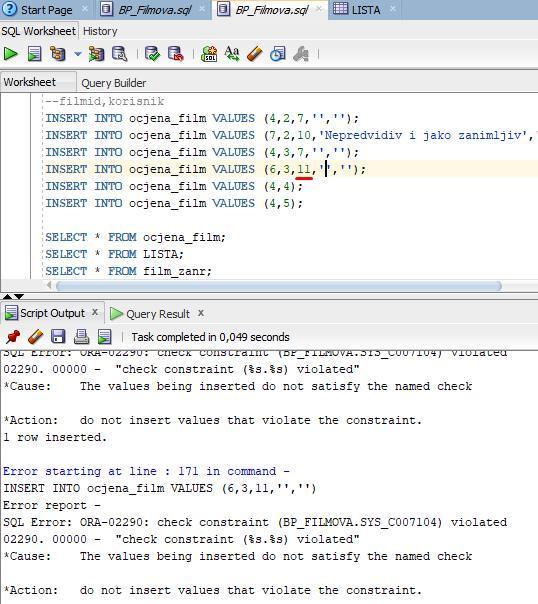 Start Page x BP_Filmova.sql x BP_Filmova.sql x LISTA x
SQL Worksheet History
Aa
Worksheet Query Builder
--filmid,korisnik
INSERT INTO ocjena_film VALUES (4,2,7,'','');
INSERT INTO ocjena_film VALUES (7,2,10,'Nepredvidiv i jako zanimljiv','
INSERT INTO ocjena_film VALUES (4,3,7,'','');
INSERT INTO ocjena_film VALUES (6,3,11,'','');
INSERT INTO ocjena_film VALUES (4,4);
INSERT INTO ocjena_film VALUES (4,5);
SELECT * FROM ocjena_film;
SELECT * FROM LISTA;
SELECT * FROM film_zanr;
Script Output x Query Result x
Task completed in 0,049 seconds
SQL Error: ORA-02290: check constraint (BP_FILMOVA.SYS_C007104) violated
02290. 00000 - "check constraint (%s.%s) violated"
*Cause: The values being inserted do not satisfy the named check
*Action: do not insert values that violate the constraint.
1 row inserted.
Error starting at line : 171 in command -
INSERT INTO ocjena_film VALUES (6,3,11,'','')
Error report -
SQL Error: ORA-02290: check constraint (BP_FILMOVA.SYS_C007104) violated
02290. 00000 - "check constraint (%s.%s) violated"
*Cause: The values being inserted do not satisfy the named check
*Action: do not insert values that violate the constraint.